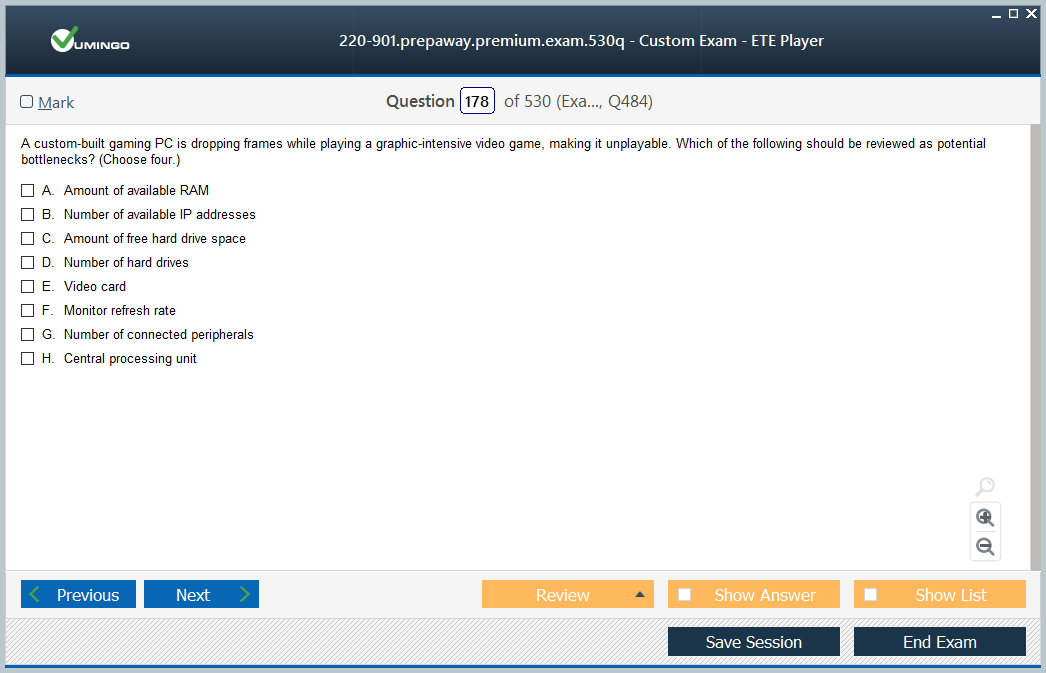 VUMINGO
220-901.prepaway.premium.exam.530q - Custom Exam - ETE Player
Mark
Question 178 of 530 (Exa..., Q484)
A custom-built gaming PC is dropping frames while playing a graphic-intensive video game, making it unplayable. Which of the following should be reviewed as potential
bottlenecks? (Choose four.)
A. Amount of available RAM
B. Number of available IP addresses
C. Amount of free hard drive space
D. Number of hard drives
E. Video card
F. Monitor refresh rate
G. Number of connected peripherals
H. Central processing unit
Previous Next Review Show Answer Show List
Save Session End Exam